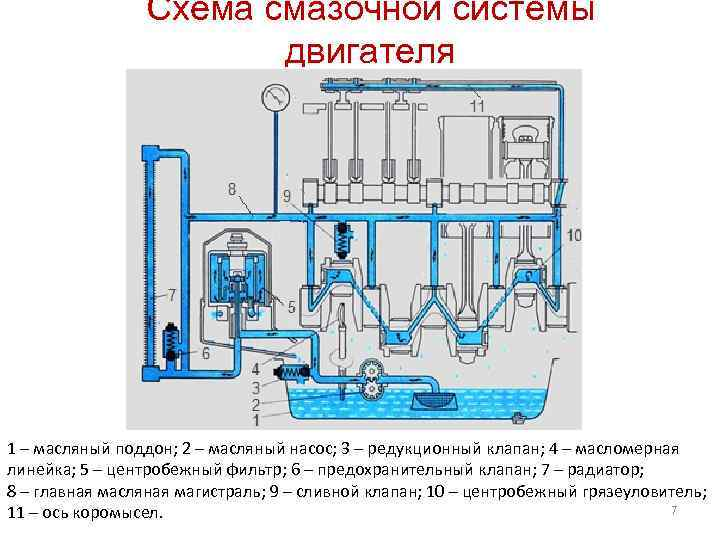 Схема смазочной системы
двигателя
11
8
9
10
7
5
6
4
3
2
1
1 – масляный поддон; 2 – масляный насос; 3 – редукционный клапан; 4 – масломерная
линейка; 5 – центробежный фильтр; 6 – предохранительный клапан; 7 – радиатор;
8 – главная масляная магистраль; 9 – сливной клапан; 10 – центробежный грязеуловитель;
11 – ось коромысел.
7